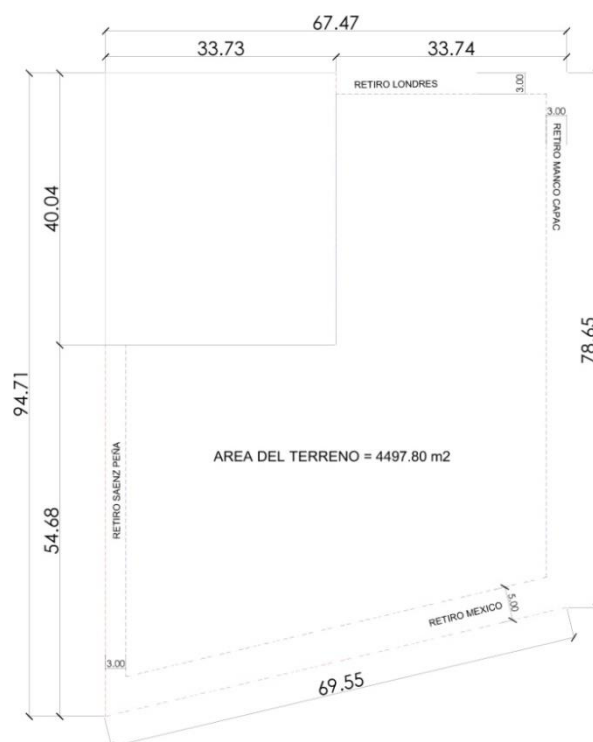 67.47
33.73
33.74
RETIRO LONDRES
3.00
3.00
RETIRO MANCO CAPAC
40.04
78.65
94.71
AREA DEL TERRENO = 4497.80 m2
RETIRO SAENZ PEÑA
54.68
5.00
RETIRO MEXICO
3.00
69.55